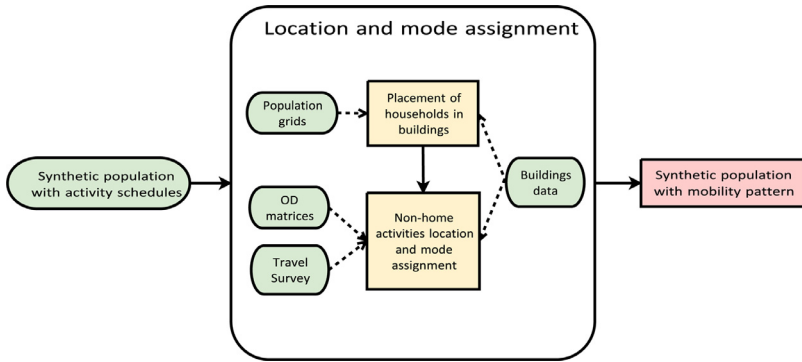 Location and mode assignment
Population
grids
Placement of
households in
buildings
Synthetic population
with activity schedules
OD
matrices
Travel
Survey
Non-home
activities location
and mode
assignment
Buildings
data
Synthetic population
with mobility pattern